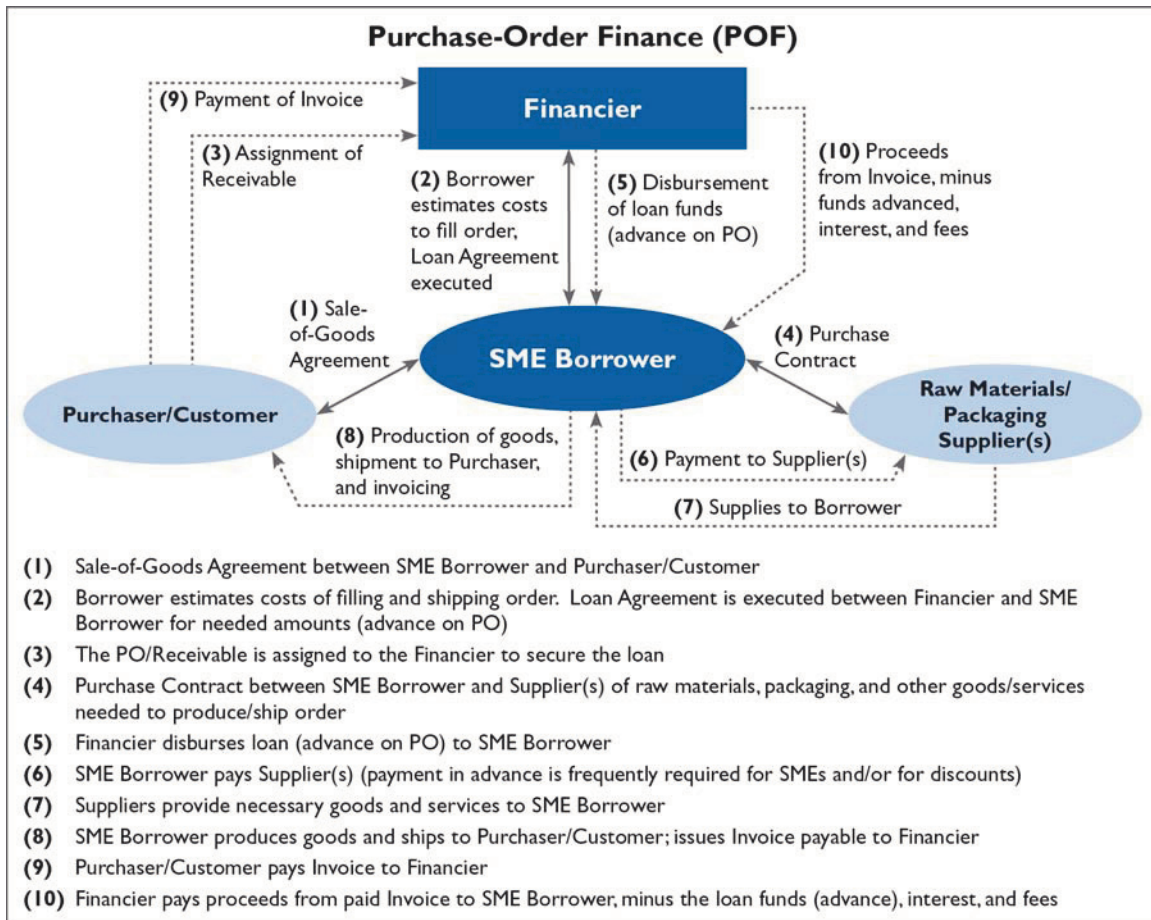 Purchase-Order Finance (POF)
(9) Payment of Invoice
Financier
(3) Assignment of
Receivable
(2) Borrower
estimates costs
to fill order,
Loan Agreement
executed
(5) Disbursement
of loan funds
(advance on PO)
(10) Proceeds
from Invoice, minus
funds advanced,
interest, and fees
(1) Sale-
of-Goods
Agreement
SME Borrower
(4) Purchase
Contract
Purchaser/Customer
Raw Materials/
Packaging
Supplier(s)
(8) Production of goods,
shipment to Purchaser,
and invoicing
(6) Payment to Supplier(s)
(7) Supplies to Borrower
(1) Sale-of-Goods Agreement between SME Borrower and Purchaser/Customer
(2) Borrower estimates costs of filling and shipping order. Loan Agreement is executed between Financier and SME
Borrower for needed amounts (advance on PO)
(3) The PO/Receivable is assigned to the Financier to secure the loan
(4) Purchase Contract between SME Borrower and Supplier(s) of raw materials, packaging, and other goods/services
needed to produce/ship order
(5) Financier disburses loan (advance on PO) to SME Borrower
(6) SME Borrower pays Supplier(s) (payment in advance is frequently required for SMEs and/or for discounts)
(7) Suppliers provide necessary goods and services to SME Borrower
(8) SME Borrower produces goods and ships to Purchaser/Customer; issues Invoice payable to Financier
(9) Purchaser/Customer pays Invoice to Financier
(10) Financier pays proceeds from paid Invoice to SME Borrower, minus the loan funds (advance), interest, and fees